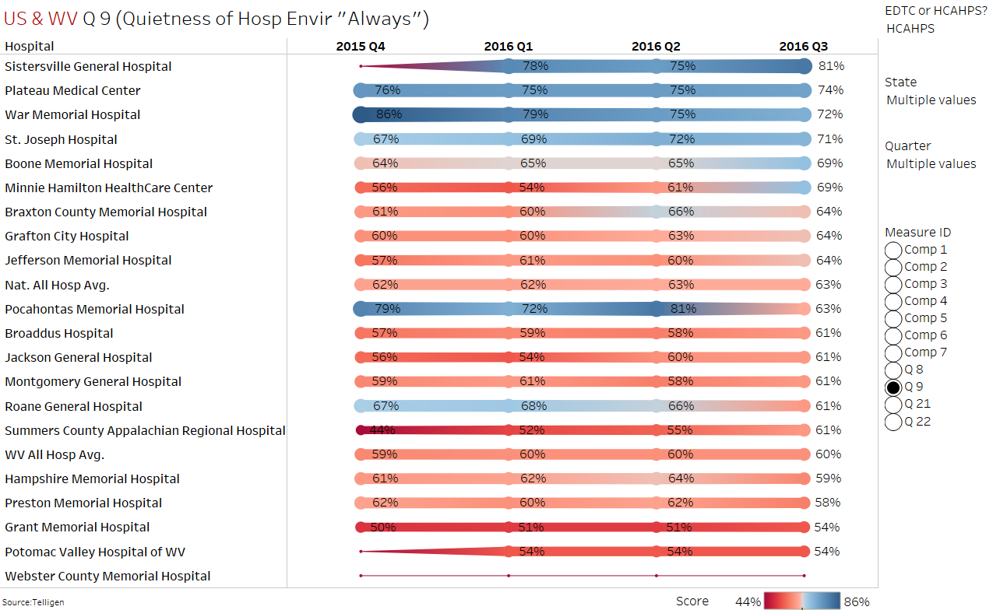 US & WV Q 9 (Quietness of Hosp Envir "Always")
EDTC or HCAHPS?
HCAHPS
Hospital 2015 Q4 2016 Q1 2016 Q2 2016 Q3
Sistersville General Hospital 78% 75% 81%
Plateau Medical Center 76% 75% 75% 74%
War Memorial Hospital 86% 79% 75% 72%
St. Joseph Hospital 67% 69% 72% 71%
Boone Memorial Hospital 64% 65% 65% 69%
Minnie Hamilton HealthCare Center 56% 54% 61% 69%
Braxton County Memorial Hospital 61% 60% 66% 64%
Grafton City Hospital 60% 60% 63% 64%
Jefferson Memorial Hospital 57% 61% 60% 64%
Nat. All Hosp Avg. 62% 62% 63% 63%
Pocahontas Memorial Hospital 79% 72% 81% 63%
Broaddus Hospital 57% 59% 58% 61%
Jackson General Hospital 56% 54% 60% 61%
Montgomery General Hospital 59% 61% 58% 61%
Roane General Hospital 67% 68% 66% 61%
Summers County Appalachian Regional Hospital 44% 52% 55% 61%
WV All Hosp Avg. 59% 60% 60% 60%
Hampshire Memorial Hospital 61% 62% 64% 59%
Preston Memorial Hospital 62% 60% 62% 58%
Grant Memorial Hospital 50% 51% 51% 54%
Potomac Valley Hospital of WV 54% 54% 54%
Webster County Memorial Hospital
State
Multiple values
Quarter
Multiple values
Measure ID
Comp 1
Comp 2
Comp 3
Comp 4
Comp 5
Comp 6
Comp 7
Q 8
Q 9
Q 21
Q 22
Source:Telligen
Score 44% 86%